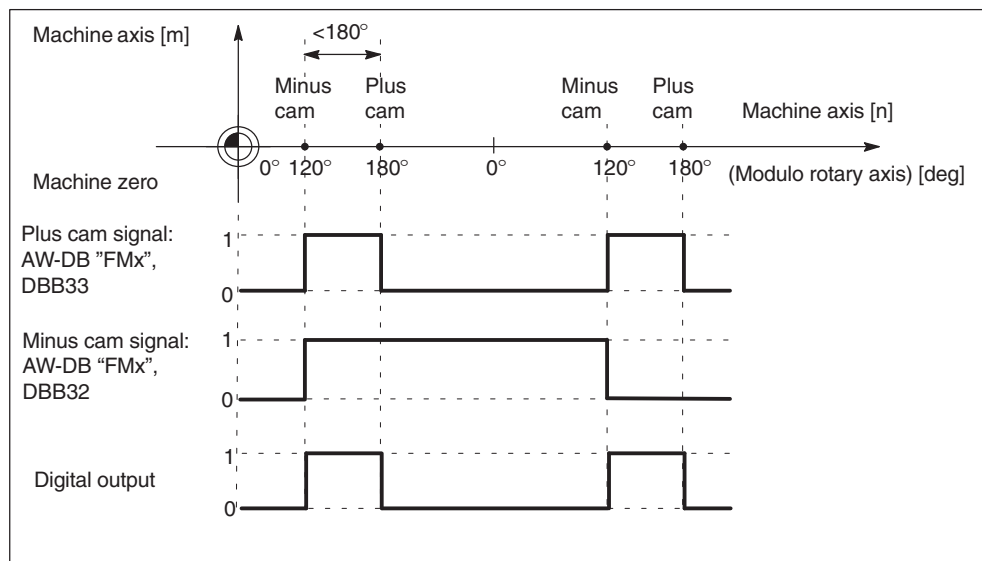 Machine axis [m]
<180°
Minus cam
Plus cam
Minus cam
Plus cam
Machine axis [n]
0° 120° 180° 0° 120° 180°
(Modulo rotary axis) [deg]
Machine zero
Plus cam signal:
AW-DB ”FMx”,
DBB33
1
0
Minus cam signal:
AW-DB “FMx”,
DBB32
1
0
Digital output
1
0